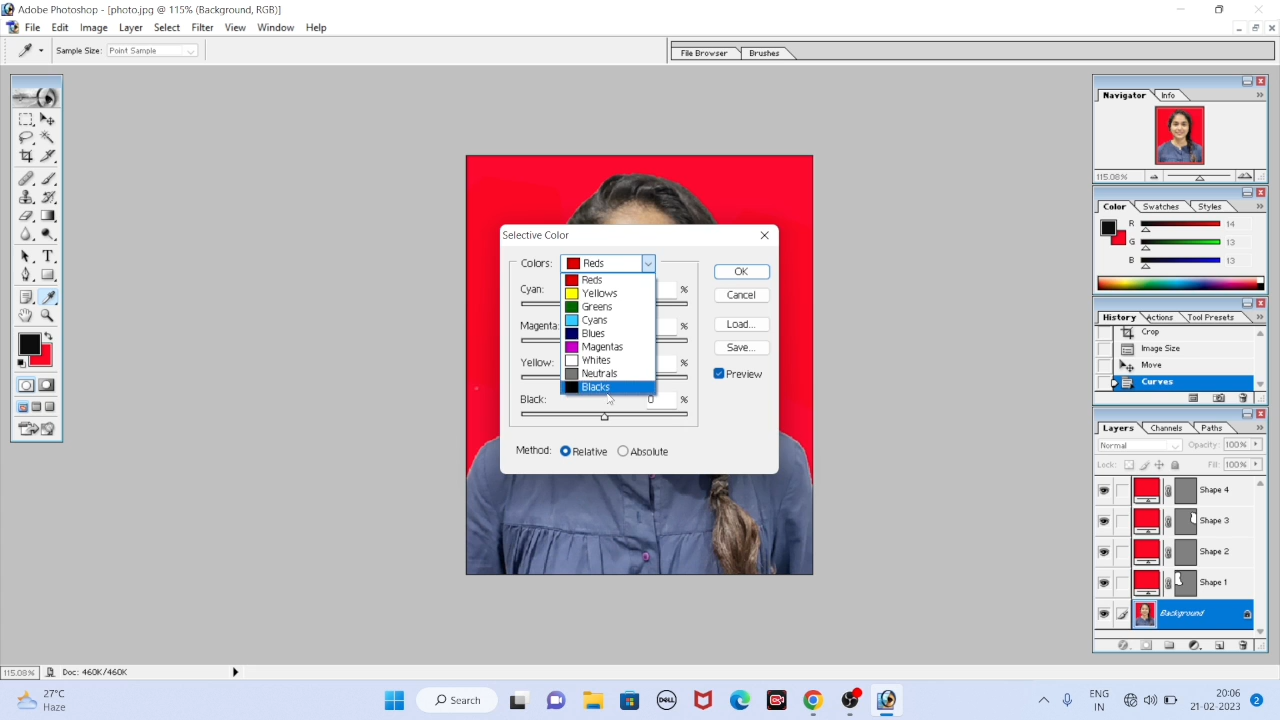 Adobe Photoshop - [photo.jpg @ 115% (Background, RGB)]
File Edit Image Layer Select Filter View Window Help
Sample Size: Point Sample
File Browser Brushes
Navigator Info
115.08%
Color Swatches Styles
R 14
G 13
B 13
History Actions Tool Presets
Crop
Image Size
Move
Curves
Layers Channels Paths
Normal Opacity: 100%
Lock: Fill: 100%
Shape 4
Shape 3
Shape 2
Shape 1
Background
Selective Color
Colors: Reds
Reds
Yellows
Greens
Cyans
Blues
Magentas
Whites
Neutrals
Blacks
Cyan: %
Magenta: %
Yellow: %
Black: 0 %
Method: Relative Absolute
OK
Cancel
Load...
Save...
Preview
115.08% Doc: 460K/460K
27°C
Haze
Search
DELL
ENG
IN
20:06
21-02-2023
2